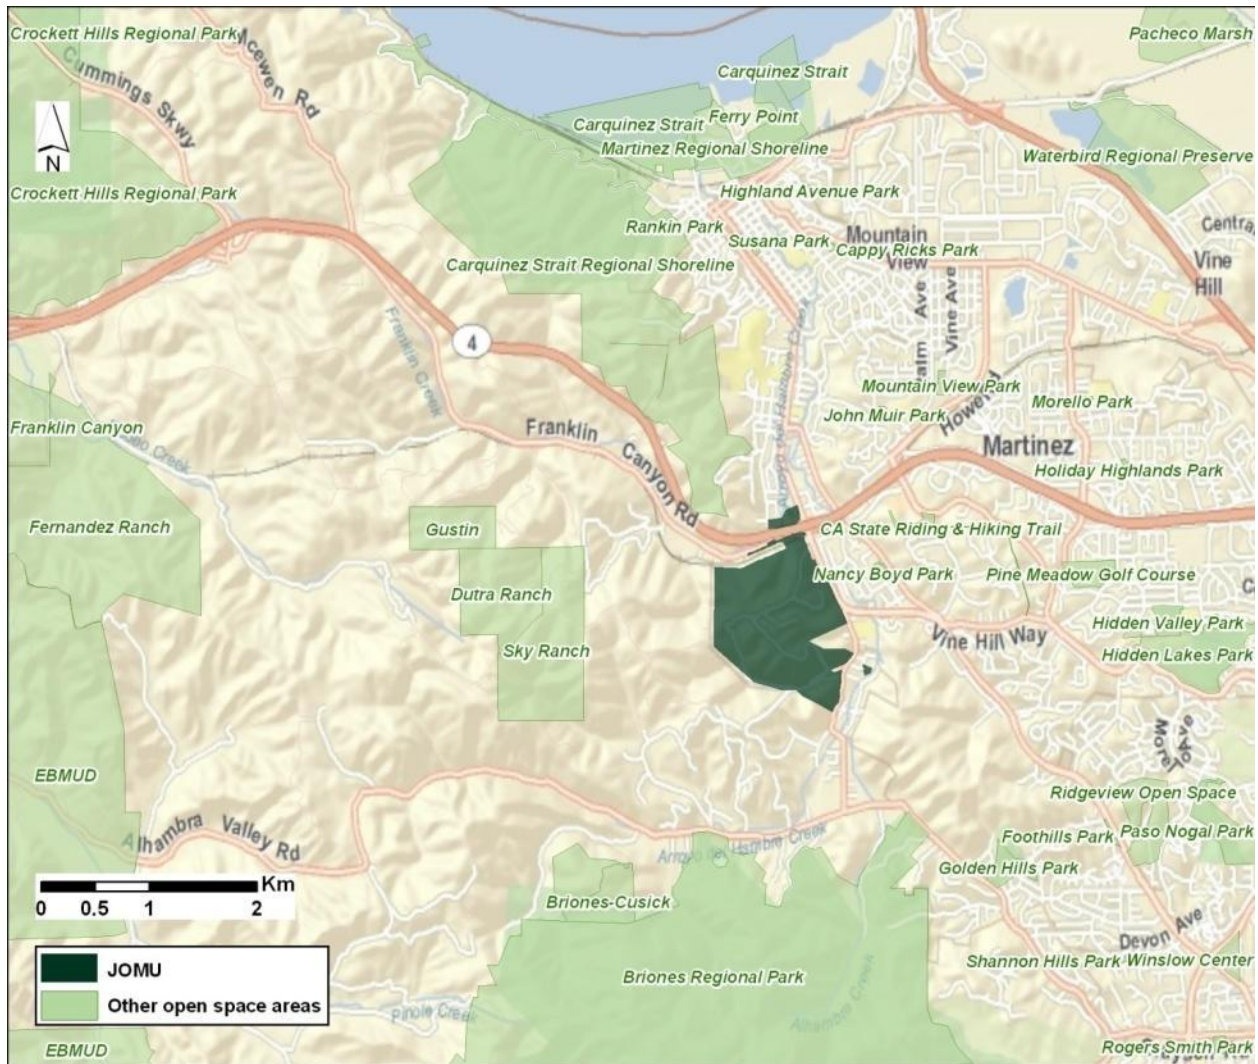 Crockett Hills Regional Park
Mcewen Rd
Cummings Skwy
Pacheco Marsh
Carquinez Strait
Ferry Point
Carquinez Strait
Martinez Regional Shoreline
Waterbird Regional Preserve
N
Crockett Hills Regional Park
Highland Avenue Park
Rankin Park
Susana Park
Mountain
View
Cappy Ricks Park
Central
Vine
Hill
Carquinez Strait Regional Shoreline
Franklin Creek
4
Arroyo del Hambre Creek
Palm Ave
Vine Ave
Mountain View Park
John Muir Park
Howe
Morello Park
Franklin Canyon
Franklin Canyon Rd
Martinez
Holiday Highlands Park
Creek
Fernandez Ranch
Gustin
CA State Riding & Hiking Trail
Nancy Boyd Park
Pine Meadow Golf Course
Dutra Ranch
Sky Ranch
Vine Hill Way
Hidden Valley Park
Hidden Lakes Park
EBMUD
Ridgeview Open Space
Alhambra Valley Rd
Arroyo del Hambre Creek
Foothills Park
Paso Nogal Park
Golden Hills Park
Km
0 0.5 1 2
Briones-Cusick
Devon Ave
JOMU
Other open space areas
Briones Regional Park
Shannon Hills Park
Winslow Center
Pinole Creek
Alhambra Creek
EBMUD
Rogers Smith Park